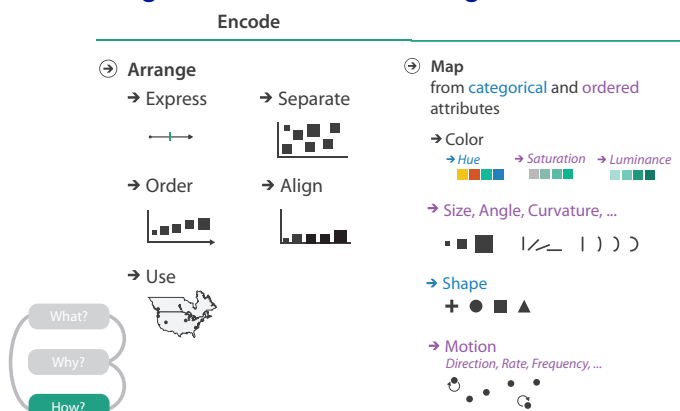 Encode
Arrange
Express
Separate
Order
Align
Use
What?
Why?
How?
Map
from categorical and ordered
attributes
Color
Hue
Saturation
Luminance
Size, Angle, Curvature, ...
Shape
Motion
Direction, Rate, Frequency, ...